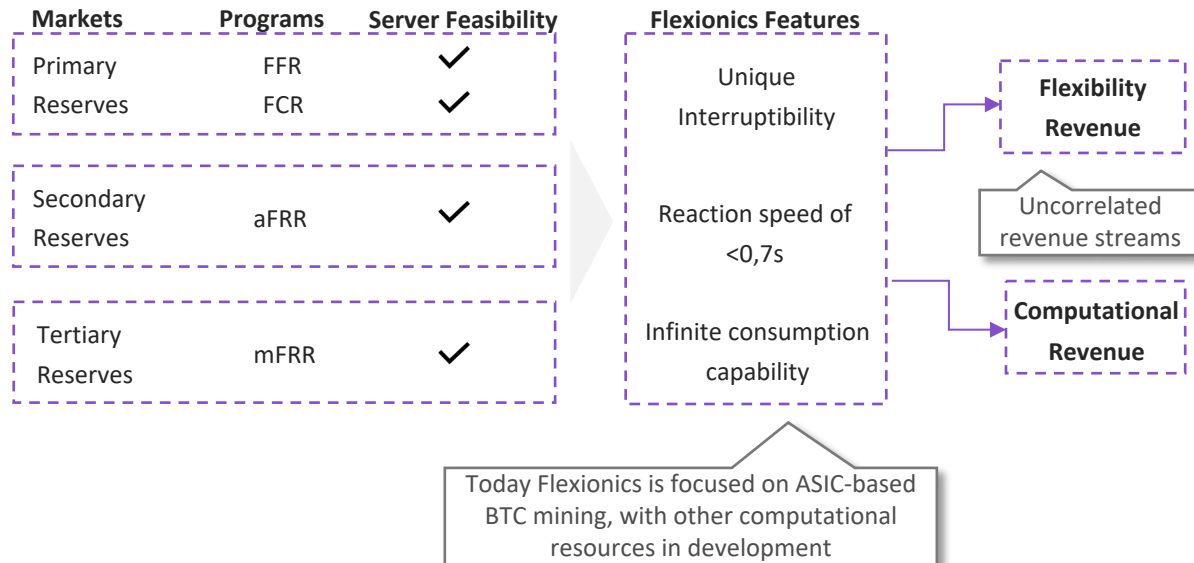 Markets Programs Server Feasibility
Primary
Reserves
FFR
FCR
Secondary
Reserves
aFRR
Tertiary
Reserves
mFRR
Flexionics Features
Unique
Interruptibility
Reaction speed of
<0,7s
Infinite consumption
capability
Flexibility
Revenue
Uncorrelated
revenue streams
Computational
Revenue
Today Flexionics is focused on ASIC-based
BTC mining, with other computational
resources in development